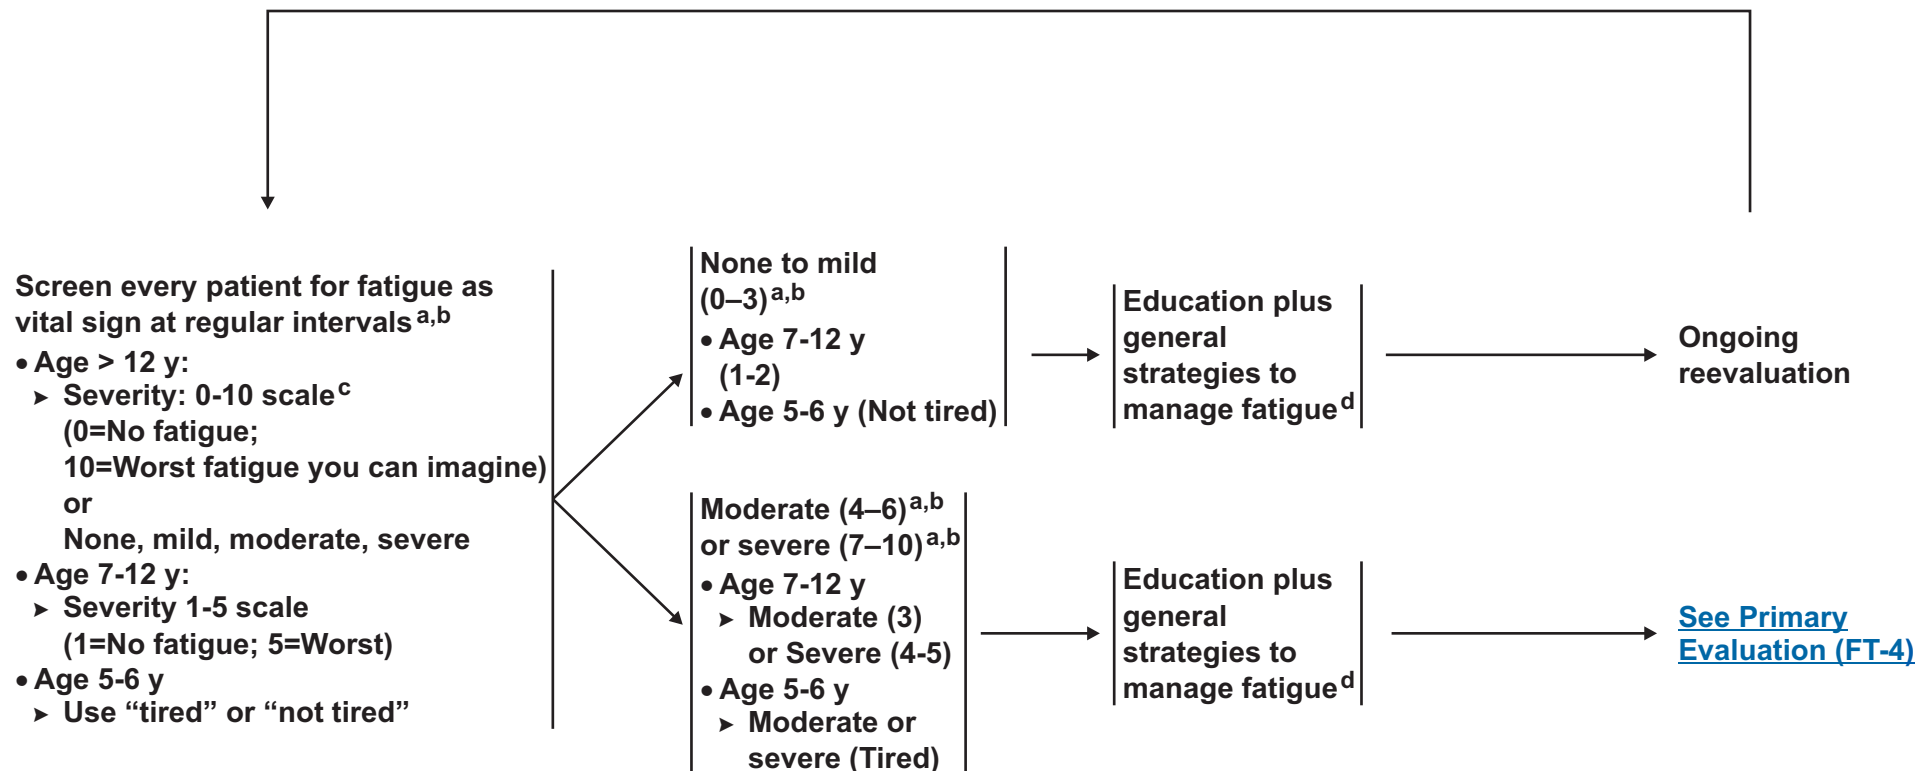 Screen every patient for fatigue as
vital sign at regular intervals a,b
• Age > 12 y:
➤ Severity: 0-10 scale c
(0=No fatigue;
10=Worst fatigue you can imagine)
or
None, mild, moderate, severe
• Age 7-12 y:
➤ Severity 1-5 scale
(1=No fatigue; 5=Worst)
• Age 5-6 y
➤ Use “tired” or “not tired”
None to mild
(0–3) a,b
• Age 7-12 y
(1-2)
• Age 5-6 y (Not tired)
Education plus
general
strategies to
manage fatigue d
Ongoing
reevaluation
Moderate (4–6) a,b
or severe (7–10) a,b
• Age 7-12 y
➤ Moderate (3)
or Severe (4-5)
• Age 5-6 y
➤ Moderate or
severe (Tired)
Education plus
general
strategies to
manage fatigue d
See Primary
Evaluation (FT-4)